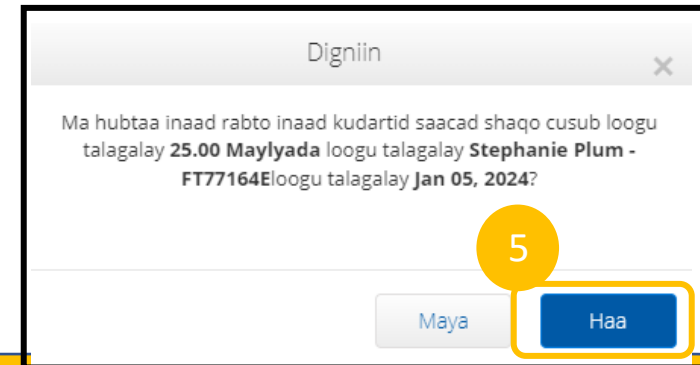 Digniin
×
Ma hubtaa inaad rabto inaad kudartid saacad shaqo cusub loogu
talagalay 25.00 Maylyada loogu talagalay Stephanie Plum -
FT77164Eloogu talagalay Jan 05, 2024?
5
Maya
Haa